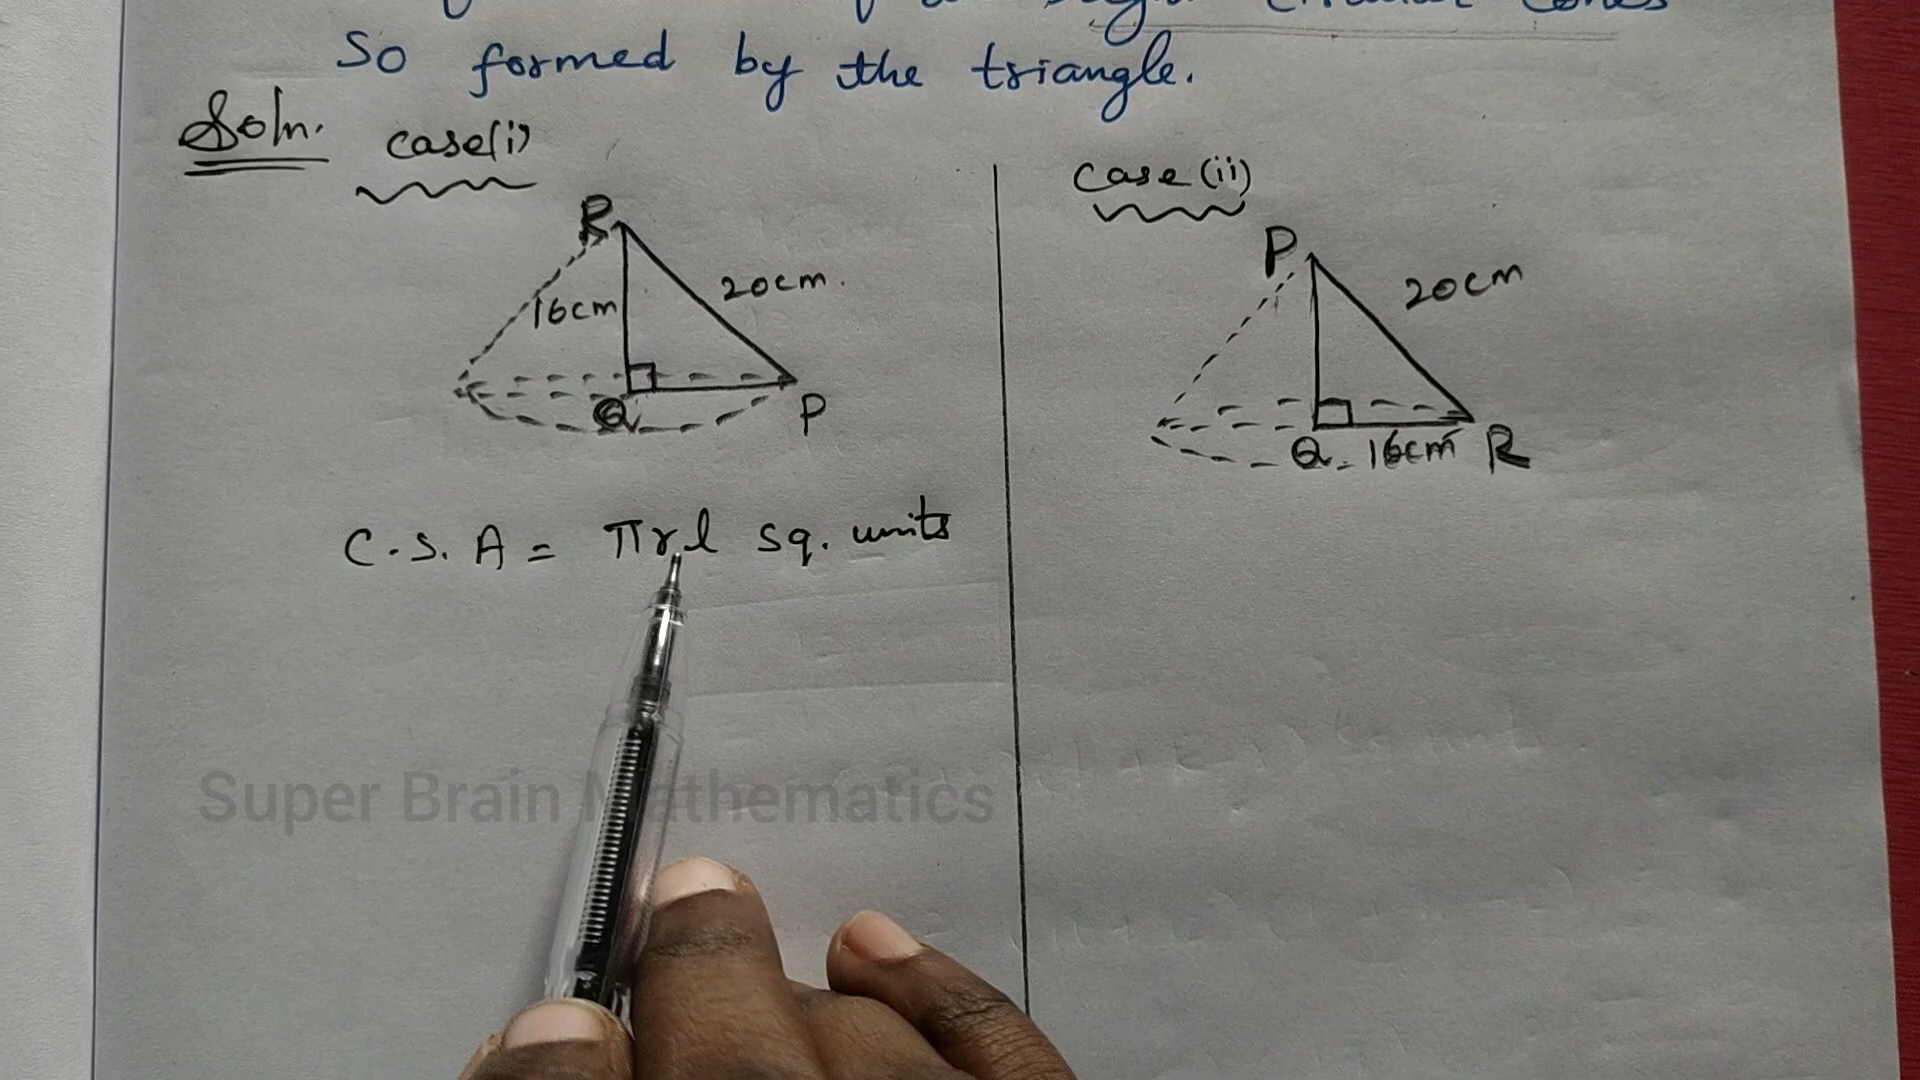 So formed by the triangle.
Soln. case(i)
R
16cm
20cm.
Q
P
C.S.A = πrl sq. units
case (ii)
P
20cm
Q
16cm
R
Super Brain Mathematics